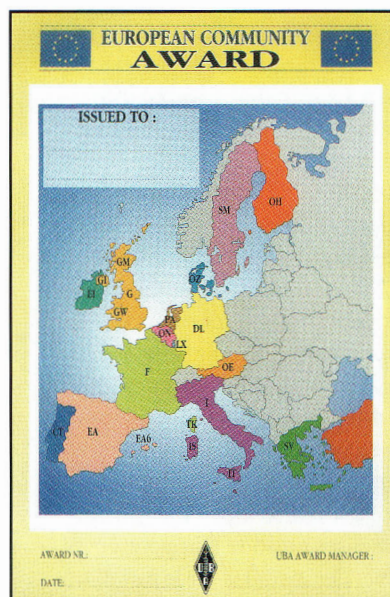 EUROPEAN COMMUNITY
AWARD
ISSUED TO :
SM
OH
GM
GI
EI
G
GW
OZ
PA
ON
DL
LX
F
OE
I
CT
EA
EA6
TK
IS
IT
SV
AWARD NR.:
UBA AWARD MANAGER :
DATE:
U
B A